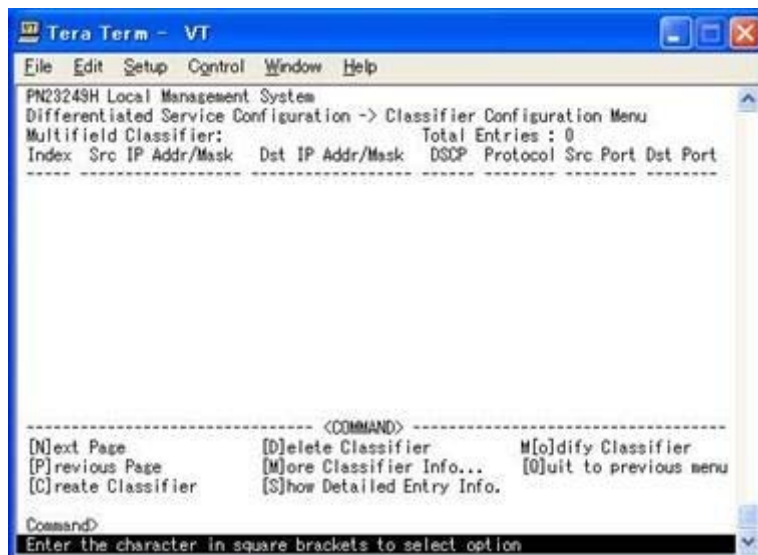 Tera Term - VT
File Edit Setup Control Window Help
PN23249H Local Management System
Differentiated Service Configuration -> Classifier Configuration Menu
Multifield Classifier: Total Entries : 0
Index Src IP Addr/Mask Dst IP Addr/Mask DSCP Protocol Src Port Dst Port
<COMMAND>
[N]ext Page [D]elete Classifier M[o]dify Classifier
[P]revious Page [M]ore Classifier Info... [Q]uit to previous menu
[C]reate Classifier [S]how Detailed Entry Info.
Command>
Enter the character in square brackets to select option